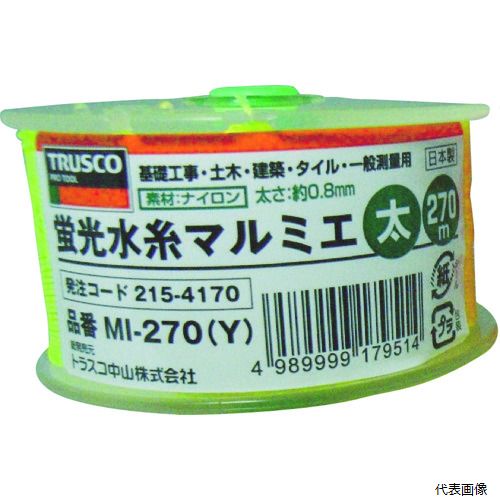 TRUSCO
PRO TOOL
基礎工事・土木・建築・タイル・一般測量用
日本製
素材:ナイロン 太さ:約0.8mm
蛍光水糸マルミエ 太 270m
発注コード 215-4170
品番 MI-270(Y)
トラスコ中山株式会社
4 989999 179514
紙
プラ
代表画像